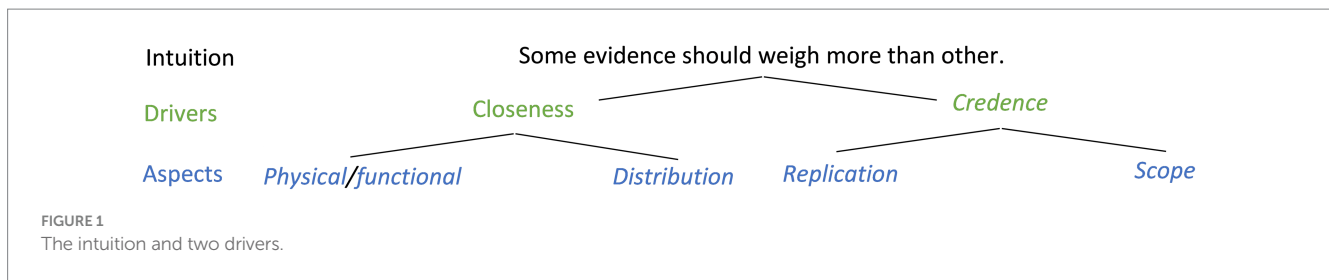 Intuition Some evidence should weigh more than other.
Drivers Closeness Credence
Aspects Physical/functional Distribution Replication Scope
FIGURE 1
The intuition and two drivers.